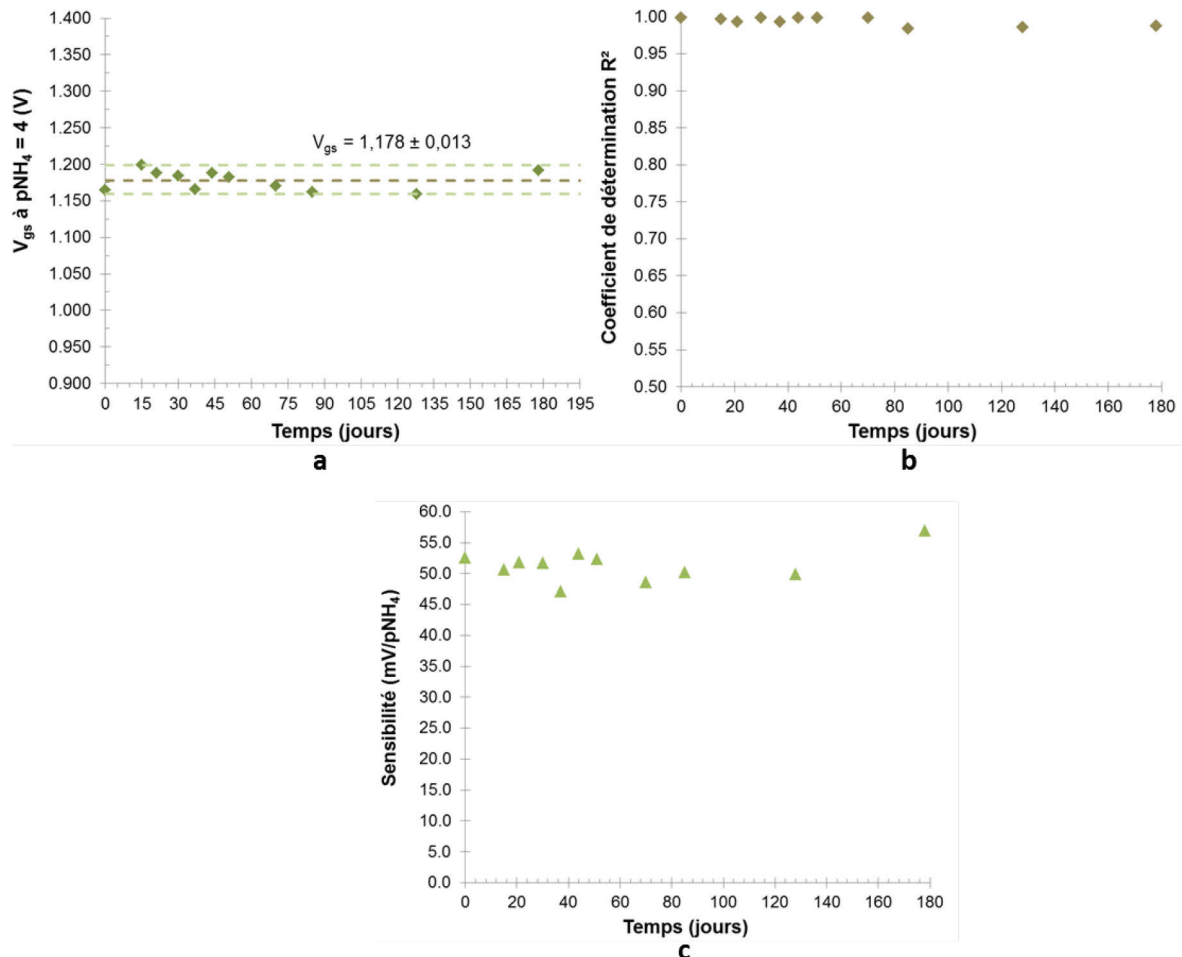 1.400
1.350
1.300
1.250
1.200
1.150
1.100
1.050
1.000
0.950
0.900
V_gs à pNH₄ = 4 (V)
V_gs = 1,178 ± 0,013
0 15 30 45 60 75 90 105 120 135 150 165 180 195
Temps (jours)
a
1.00
0.95
0.90
0.85
0.80
0.75
0.70
0.65
0.60
0.55
0.50
Coefficient de détermination R²
0 20 40 60 80 100 120 140 160 180
Temps (jours)
b
60.0
55.0
50.0
45.0
40.0
35.0
30.0
25.0
20.0
15.0
10.0
5.0
0.0
Sensibilité (mV/pNH₄)
0 20 40 60 80 100 120 140 160 180
Temps (jours)
c